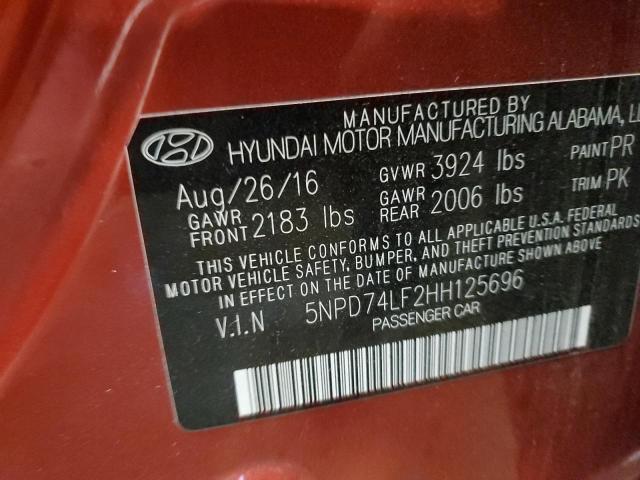 MANUFACTURED BY
HYUNDAI MOTOR MANUFACTURING ALABAMA,
Aug/26/16 GVWR 3924 lbs PAINT PR
GAWR FRONT 2183 lbs GAWR REAR 2006 lbs TRIM PK
THIS VEHICLE CONFORMS TO ALL APPLICABLE U.S.A. FEDERAL
MOTOR VEHICLE SAFETY, BUMPER, AND THEFT PREVENTION STANDARDS
IN EFFECT ON THE DATE OF MANUFACTURE SHOWN ABOVE
V.I.N 5NPD74LF2HH125696
PASSENGER CAR